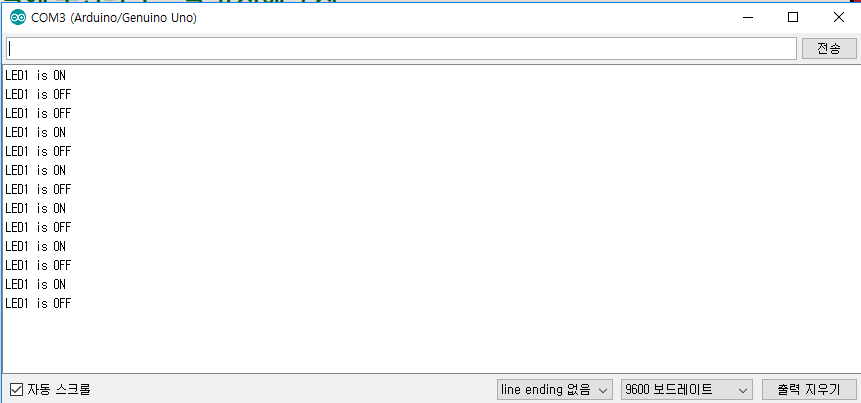 COM3 (Arduino/Genuino Uno)
전송
LED1 is ON
LED1 is OFF
LED1 is OFF
LED1 is ON
LED1 is OFF
LED1 is ON
LED1 is OFF
LED1 is ON
LED1 is OFF
LED1 is ON
LED1 is OFF
LED1 is ON
LED1 is OFF
자동 스크롤
line ending 없음
9600 보드레이트
출력 지우기